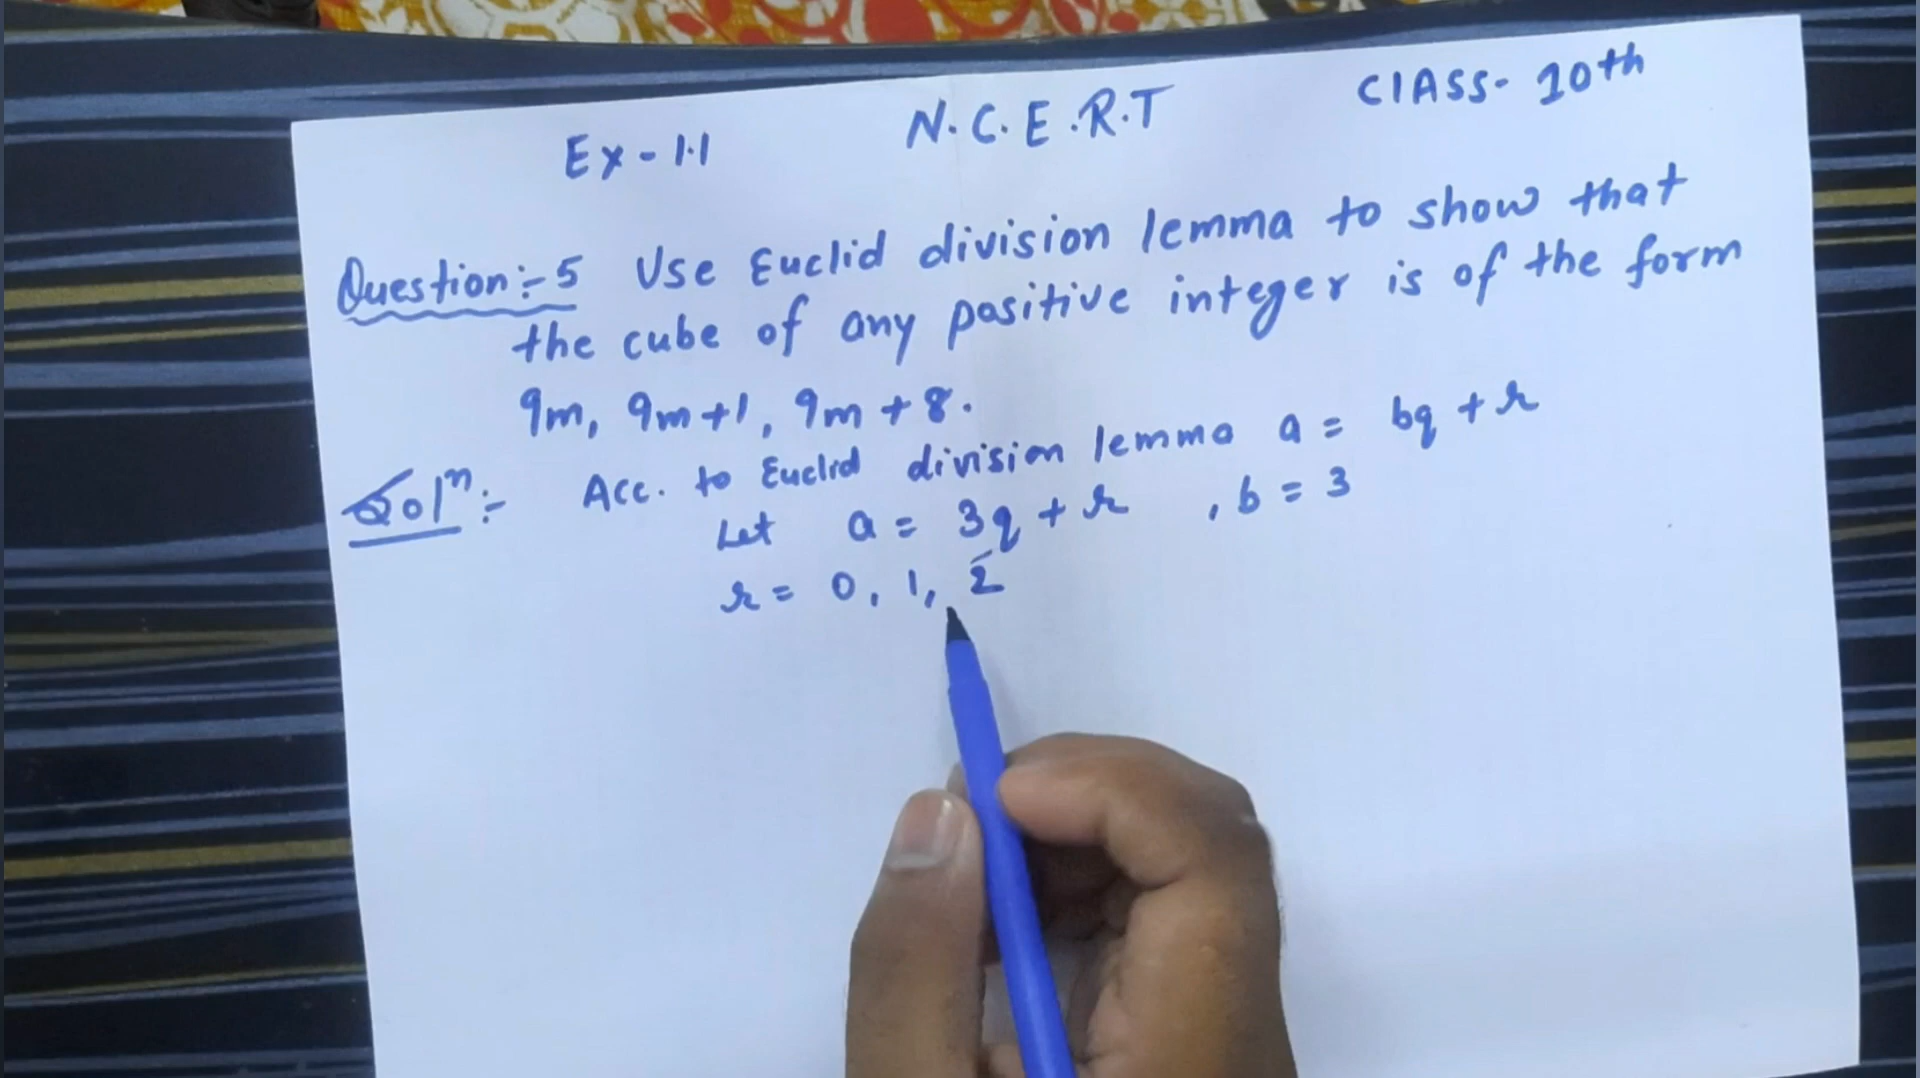 Ex-1.1 N.C.E.R.T ClASS- 10th
Question:-5 Use Euclid division lemma to show that
the cube of any positive integer is of the form
9m, 9m+1, 9m+8.
Solⁿ:- Acc. to Euclid division lemma a = bq + r
Let a = 3q + r , b = 3
r = 0, 1, 2